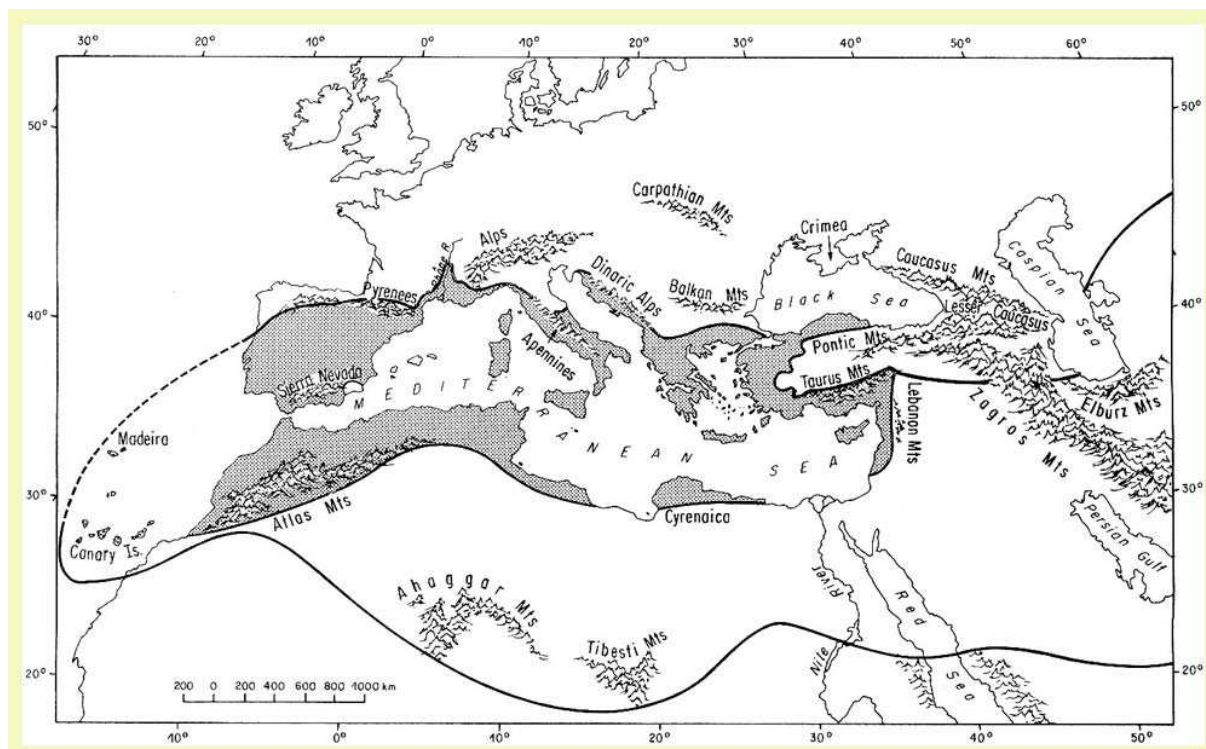 30° 20° 10° 0° 10° 20° 30° 40° 50° 60°
50° 50°
Carpathian Mts
Crimea
Alps
Caucasus Mts
Caspian Sea
Dinaric Alps
Pyrenees
Balkan Mts
Black Sea
Lesser Caucasus
40° 40°
Apennines
Pontic Mts
Sierra Nevada
Taurus Mts
MEDITERRANEAN SEA
Elburz Mts
Lebanon Mts
Zagros Mts
Madeira
30° 30°
Atlas Mts
Cyrenaica
Canary Is.
Persian Gulf
Ahaggar Mts
Nile River
Red Sea
Tibesti Mts
20° 20°
200 0 200 400 600 800 1000 km
10° 0° 10° 20° 30° 40° 50°